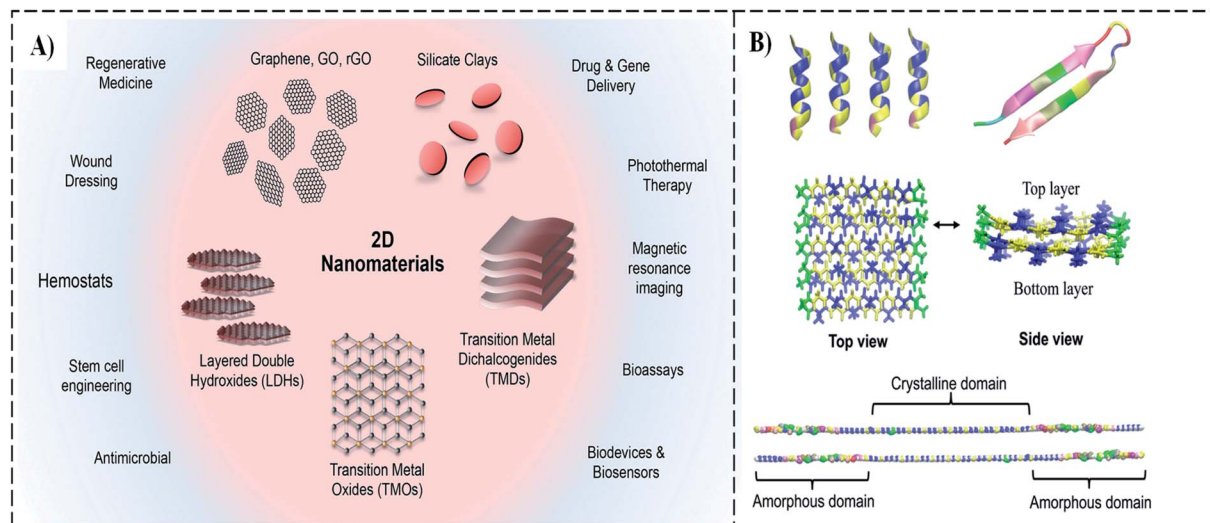 A)
Regenerative
Medicine
Graphene, GO, rGO
Silicate Clays
Drug & Gene
Delivery
Wound
Dressing
Photothermal
Therapy
2D
Nanomaterials
Hemostats
Magnetic
resonance
imaging
Layered Double
Hydroxides (LDHs)
Transition Metal
Dichalcogenides
(TMDs)
Stem cell
engineering
Bioassays
Antimicrobial
Transition Metal
Oxides (TMOs)
Biodevices &
Biosensors
B)
Top layer
Bottom layer
Top view
Side view
Crystalline domain
Amorphous domain
Amorphous domain